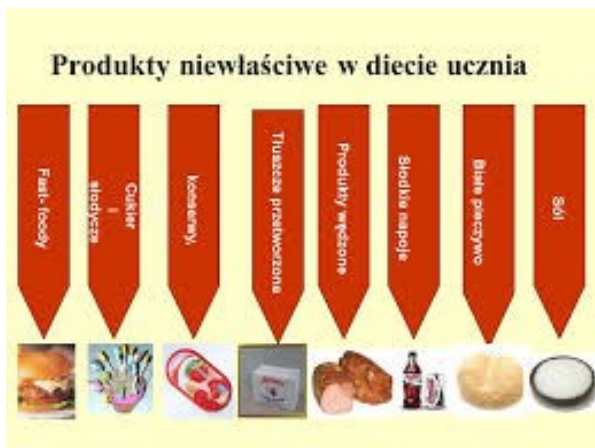 Produkty niewłaściwe w diecie ucznia
Fast- foody
Cukier
i
słodycze
konserwy,
Tłuszcze przetworzone
Produkty wędzone
Słodkie napoje
Białe pieczywo
Sól